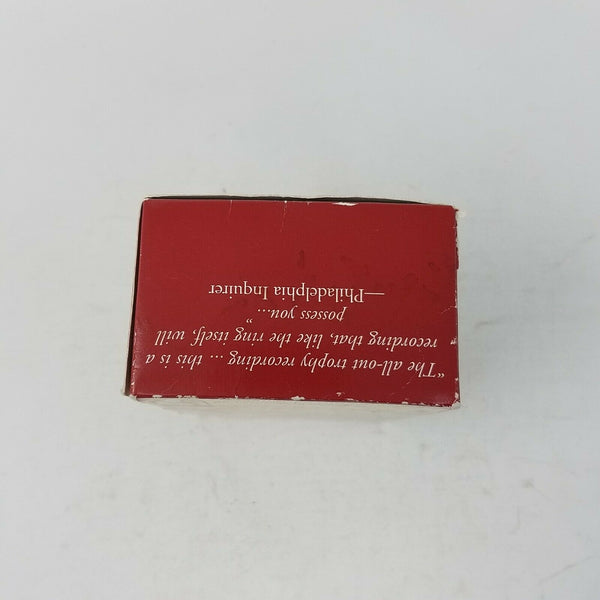 “The all-out trophy recording ... this is a
recording that, like the ring itself, will
possess you...”
—Philadelphia Inquirer